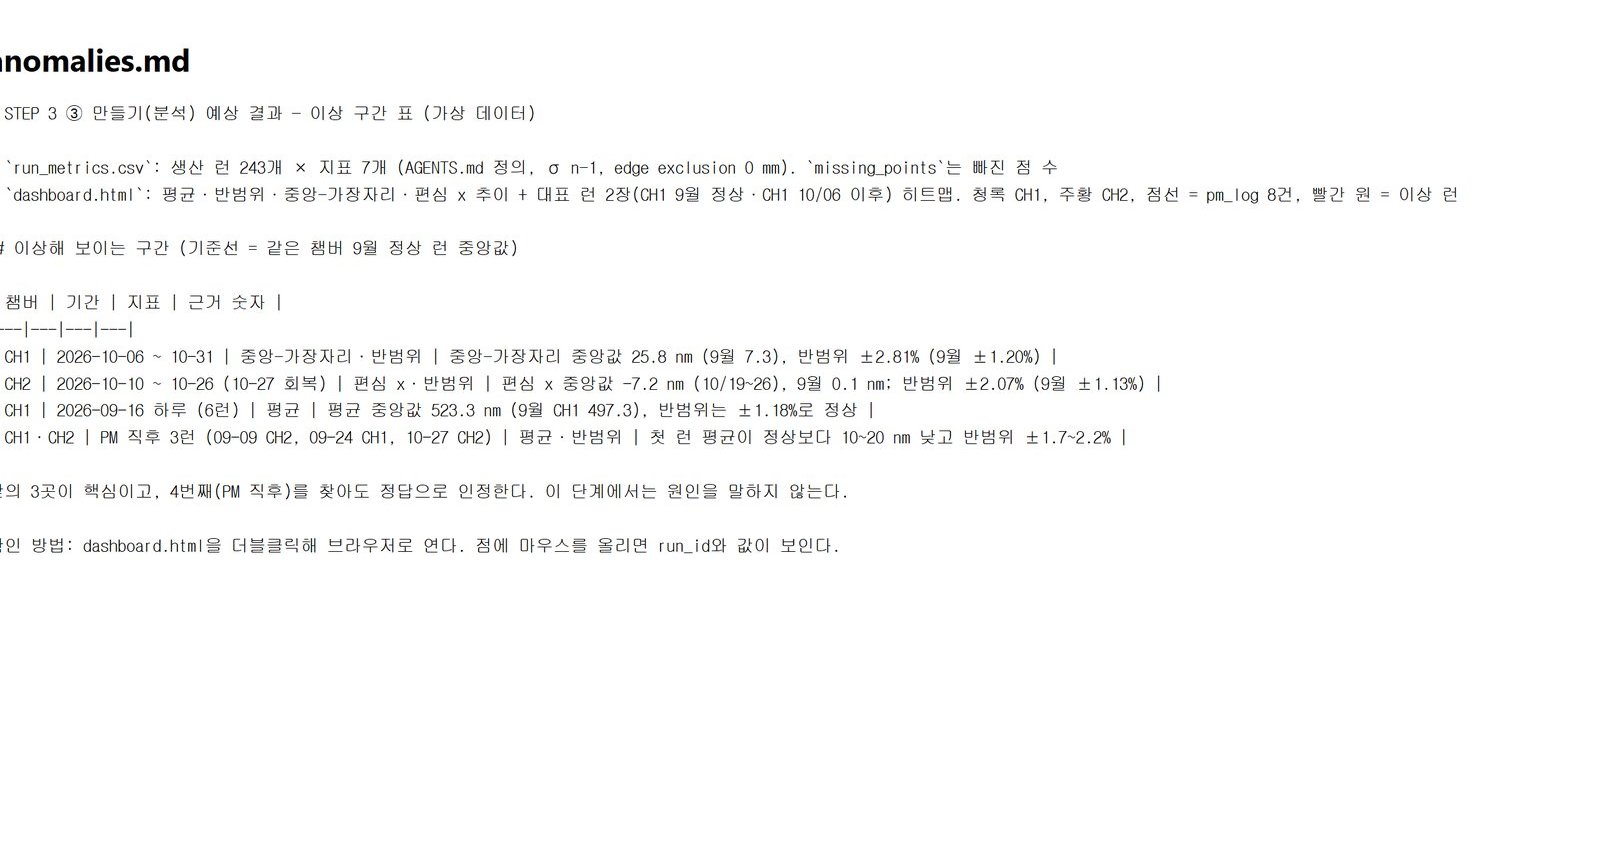 anomalies.md
STEP 3 ③ 만들기(분석) 예상 결과 — 이상 구간 표 (가상 데이터)
`run_metrics.csv`: 생산 런 243개 × 지표 7개 (AGENTS.md 정의, σ n-1, edge exclusion 0 mm). `missing_points`는 빠진 점 수
`dashboard.html`: 평균·반범위·중앙-가장자리·편심 x 추이 + 대표 런 2장(CH1 9월 정상·CH1 10/06 이후) 히트맵. 청록 CH1, 주황 CH2, 점선 = pm_log 8건, 빨간 원 = 이상 런
# 이상해 보이는 구간 (기준선 = 같은 챔버 9월 정상 런 중앙값)
챔버 | 기간 | 지표 | 근거 숫자 |
---|---|---|---|
CH1 | 2026-10-06 ~ 10-31 | 중앙-가장자리·반범위 | 중앙-가장자리 중앙값 25.8 nm (9월 7.3), 반범위 ±2.81% (9월 ±1.20%) |
CH2 | 2026-10-10 ~ 10-26 (10-27 회복) | 편심 x·반범위 | 편심 x 중앙값 -7.2 nm (10/19~26), 9월 0.1 nm; 반범위 ±2.07% (9월 ±1.13%) |
CH1 | 2026-09-16 하루 (6런) | 평균 | 평균 중앙값 523.3 nm (9월 CH1 497.3), 반범위는 ±1.18%로 정상 |
CH1·CH2 | PM 직후 3런 (09-09 CH2, 09-24 CH1, 10-27 CH2) | 평균·반범위 | 첫 런 평균이 정상보다 10~20 nm 낮고 반범위 ±1.7~2.2% |
의 3곳이 핵심이고, 4번째(PM 직후)를 찾아도 정답으로 인정한다. 이 단계에서는 원인을 말하지 않는다.
인 방법: dashboard.html을 더블클릭해 브라우저로 연다. 점에 마우스를 올리면 run_id와 값이 보인다.